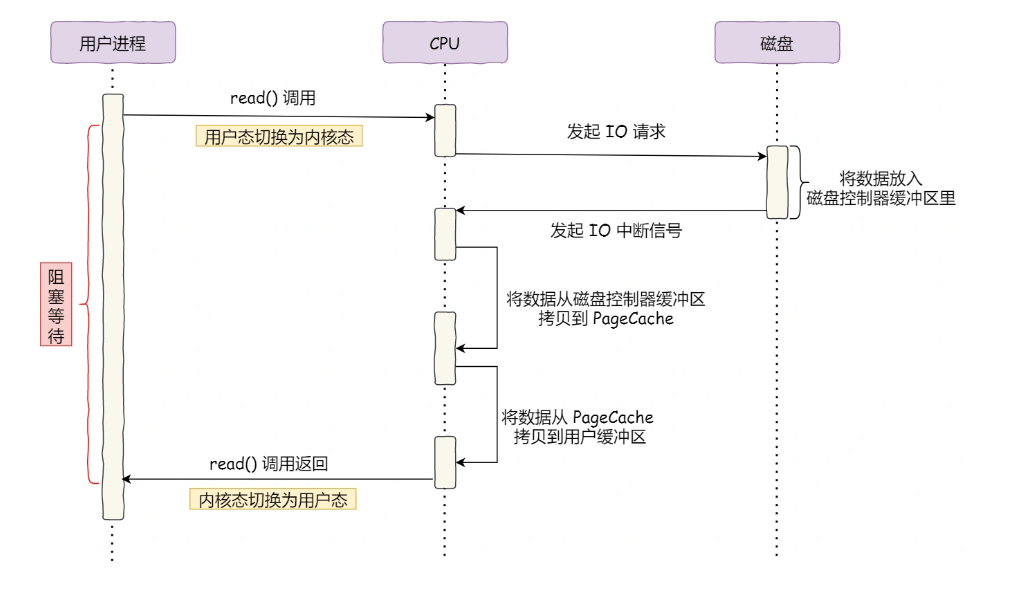 用户进程
CPU
磁盘
read() 调用
用户态切换为内核态
发起 IO 请求
将数据放入
磁盘控制器缓冲区里
发起 IO 中断信号
阻
塞
等
待
将数据从磁盘控制器缓冲区
拷贝到 PageCache
将数据从 PageCache
拷贝到用户缓冲区
read() 调用返回
内核态切换为用户态